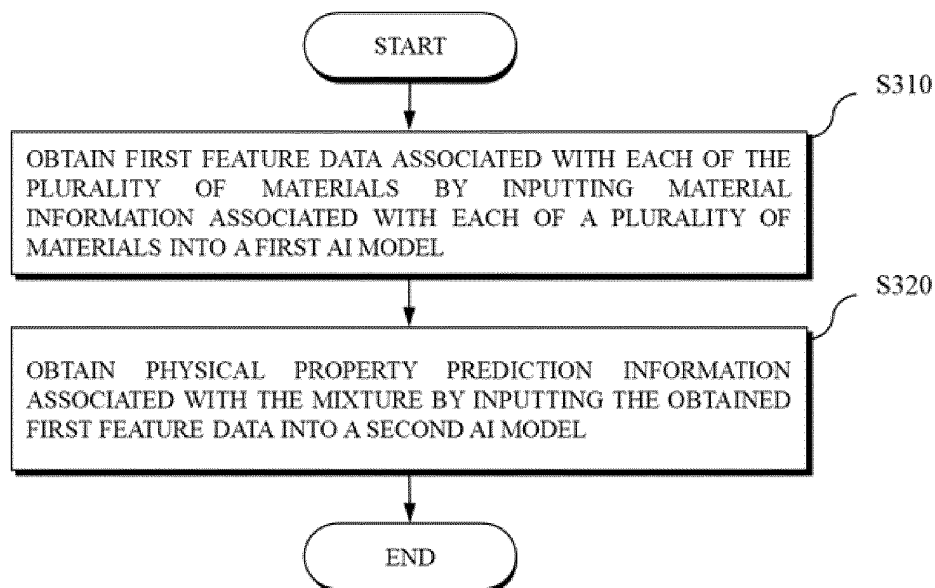 START
S310
OBTAIN FIRST FEATURE DATA ASSOCIATED WITH EACH OF THE
PLURALITY OF MATERIALS BY INPUTTING MATERIAL
INFORMATION ASSOCIATED WITH EACH OF A PLURALITY OF
MATERIALS INTO A FIRST AI MODEL
S320
OBTAIN PHYSICAL PROPERTY PREDICTION INFORMATION
ASSOCIATED WITH THE MIXTURE BY INPUTTING THE OBTAINED
FIRST FEATURE DATA INTO A SECOND AI MODEL
END